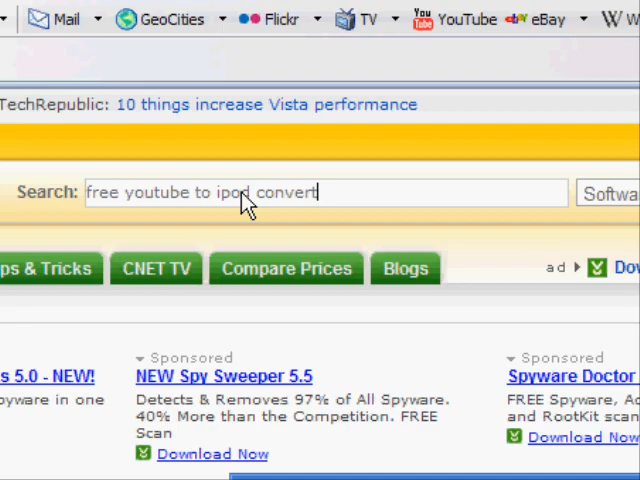 Mail GeoCities Flickr TV You Tube YouTube eBay W W
TechRepublic: 10 things increase Vista performance
Search: free youtube to ipod convert Softwa
ps & Tricks CNET TV Compare Prices Blogs ad Dow
Sponsored Sponsored
s 5.0 - NEW! NEW Spy Sweeper 5.5 Spyware Doctor
pyware in one Detects & Removes 97% of All Spyware. FREE Spyware, Ad
40% More than the Competition. FREE and RootKit scan
Scan
Download Now Download Now